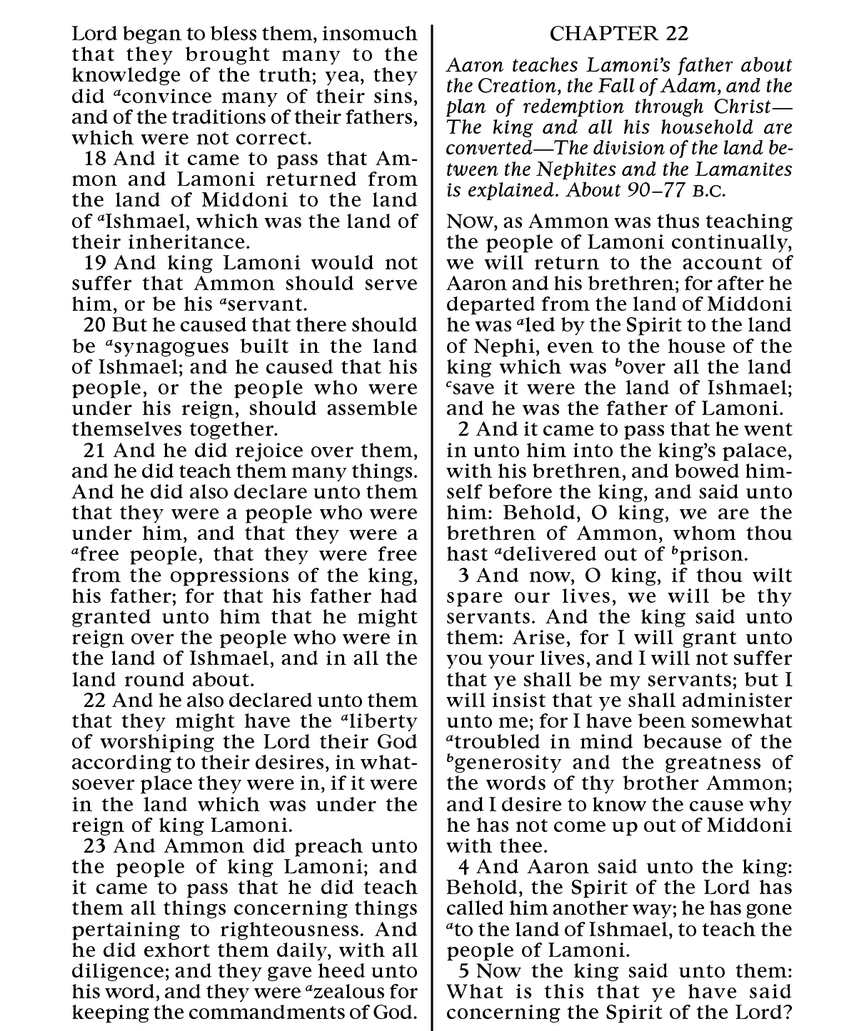 Lord began to bless them, insomuch
that they brought many to the
knowledge of the truth; yea, they
did ᵃconvince many of their sins,
and of the traditions of their fathers,
which were not correct.
18 And it came to pass that Am-
mon and Lamoni returned from
the land of Middoni to the land
of ᵃIshmael, which was the land of
their inheritance.
19 And king Lamoni would not
suffer that Ammon should serve
him, or be his ᵃservant.
20 But he caused that there should
be ᵃsynagogues built in the land
of Ishmael; and he caused that his
people, or the people who were
under his reign, should assemble
themselves together.
21 And he did rejoice over them,
and he did teach them many things.
And he did also declare unto them
that they were a people who were
under him, and that they were a
ᵃfree people, that they were free
from the oppressions of the king,
his father; for that his father had
granted unto him that he might
reign over the people who were in
the land of Ishmael, and in all the
land round about.
22 And he also declared unto them
that they might have the ᵃliberty
of worshiping the Lord their God
according to their desires, in what-
soever place they were in, if it were
in the land which was under the
reign of king Lamoni.
23 And Ammon did preach unto
the people of king Lamoni; and
it came to pass that he did teach
them all things concerning things
pertaining to righteousness. And
he did exhort them daily, with all
diligence; and they gave heed unto
his word, and they were ᵃzealous for
keeping the commandments of God.
CHAPTER 22
Aaron teaches Lamoni’s father about
the Creation, the Fall of Adam, and the
plan of redemption through Christ—
The king and all his household are
converted—The division of the land be-
tween the Nephites and the Lamanites
is explained. About 90–77 B.C.
NOW, as Ammon was thus teaching
the people of Lamoni continually,
we will return to the account of
Aaron and his brethren; for after he
departed from the land of Middoni
he was ᵃled by the Spirit to the land
of Nephi, even to the house of the
king which was ᵇover all the land
ᶜsave it were the land of Ishmael;
and he was the father of Lamoni.
2 And it came to pass that he went
in unto him into the king’s palace,
with his brethren, and bowed him-
self before the king, and said unto
him: Behold, O king, we are the
brethren of Ammon, whom thou
hast ᵃdelivered out of ᵇprison.
3 And now, O king, if thou wilt
spare our lives, we will be thy
servants. And the king said unto
them: Arise, for I will grant unto
you your lives, and I will not suffer
that ye shall be my servants; but I
will insist that ye shall administer
unto me; for I have been somewhat
ᵃtroubled in mind because of the
ᵇgenerosity and the greatness of
the words of thy brother Ammon;
and I desire to know the cause why
he has not come up out of Middoni
with thee.
4 And Aaron said unto the king:
Behold, the Spirit of the Lord has
called him another way; he has gone
ᵃto the land of Ishmael, to teach the
people of Lamoni.
5 Now the king said unto them:
What is this that ye have said
concerning the Spirit of the Lord?